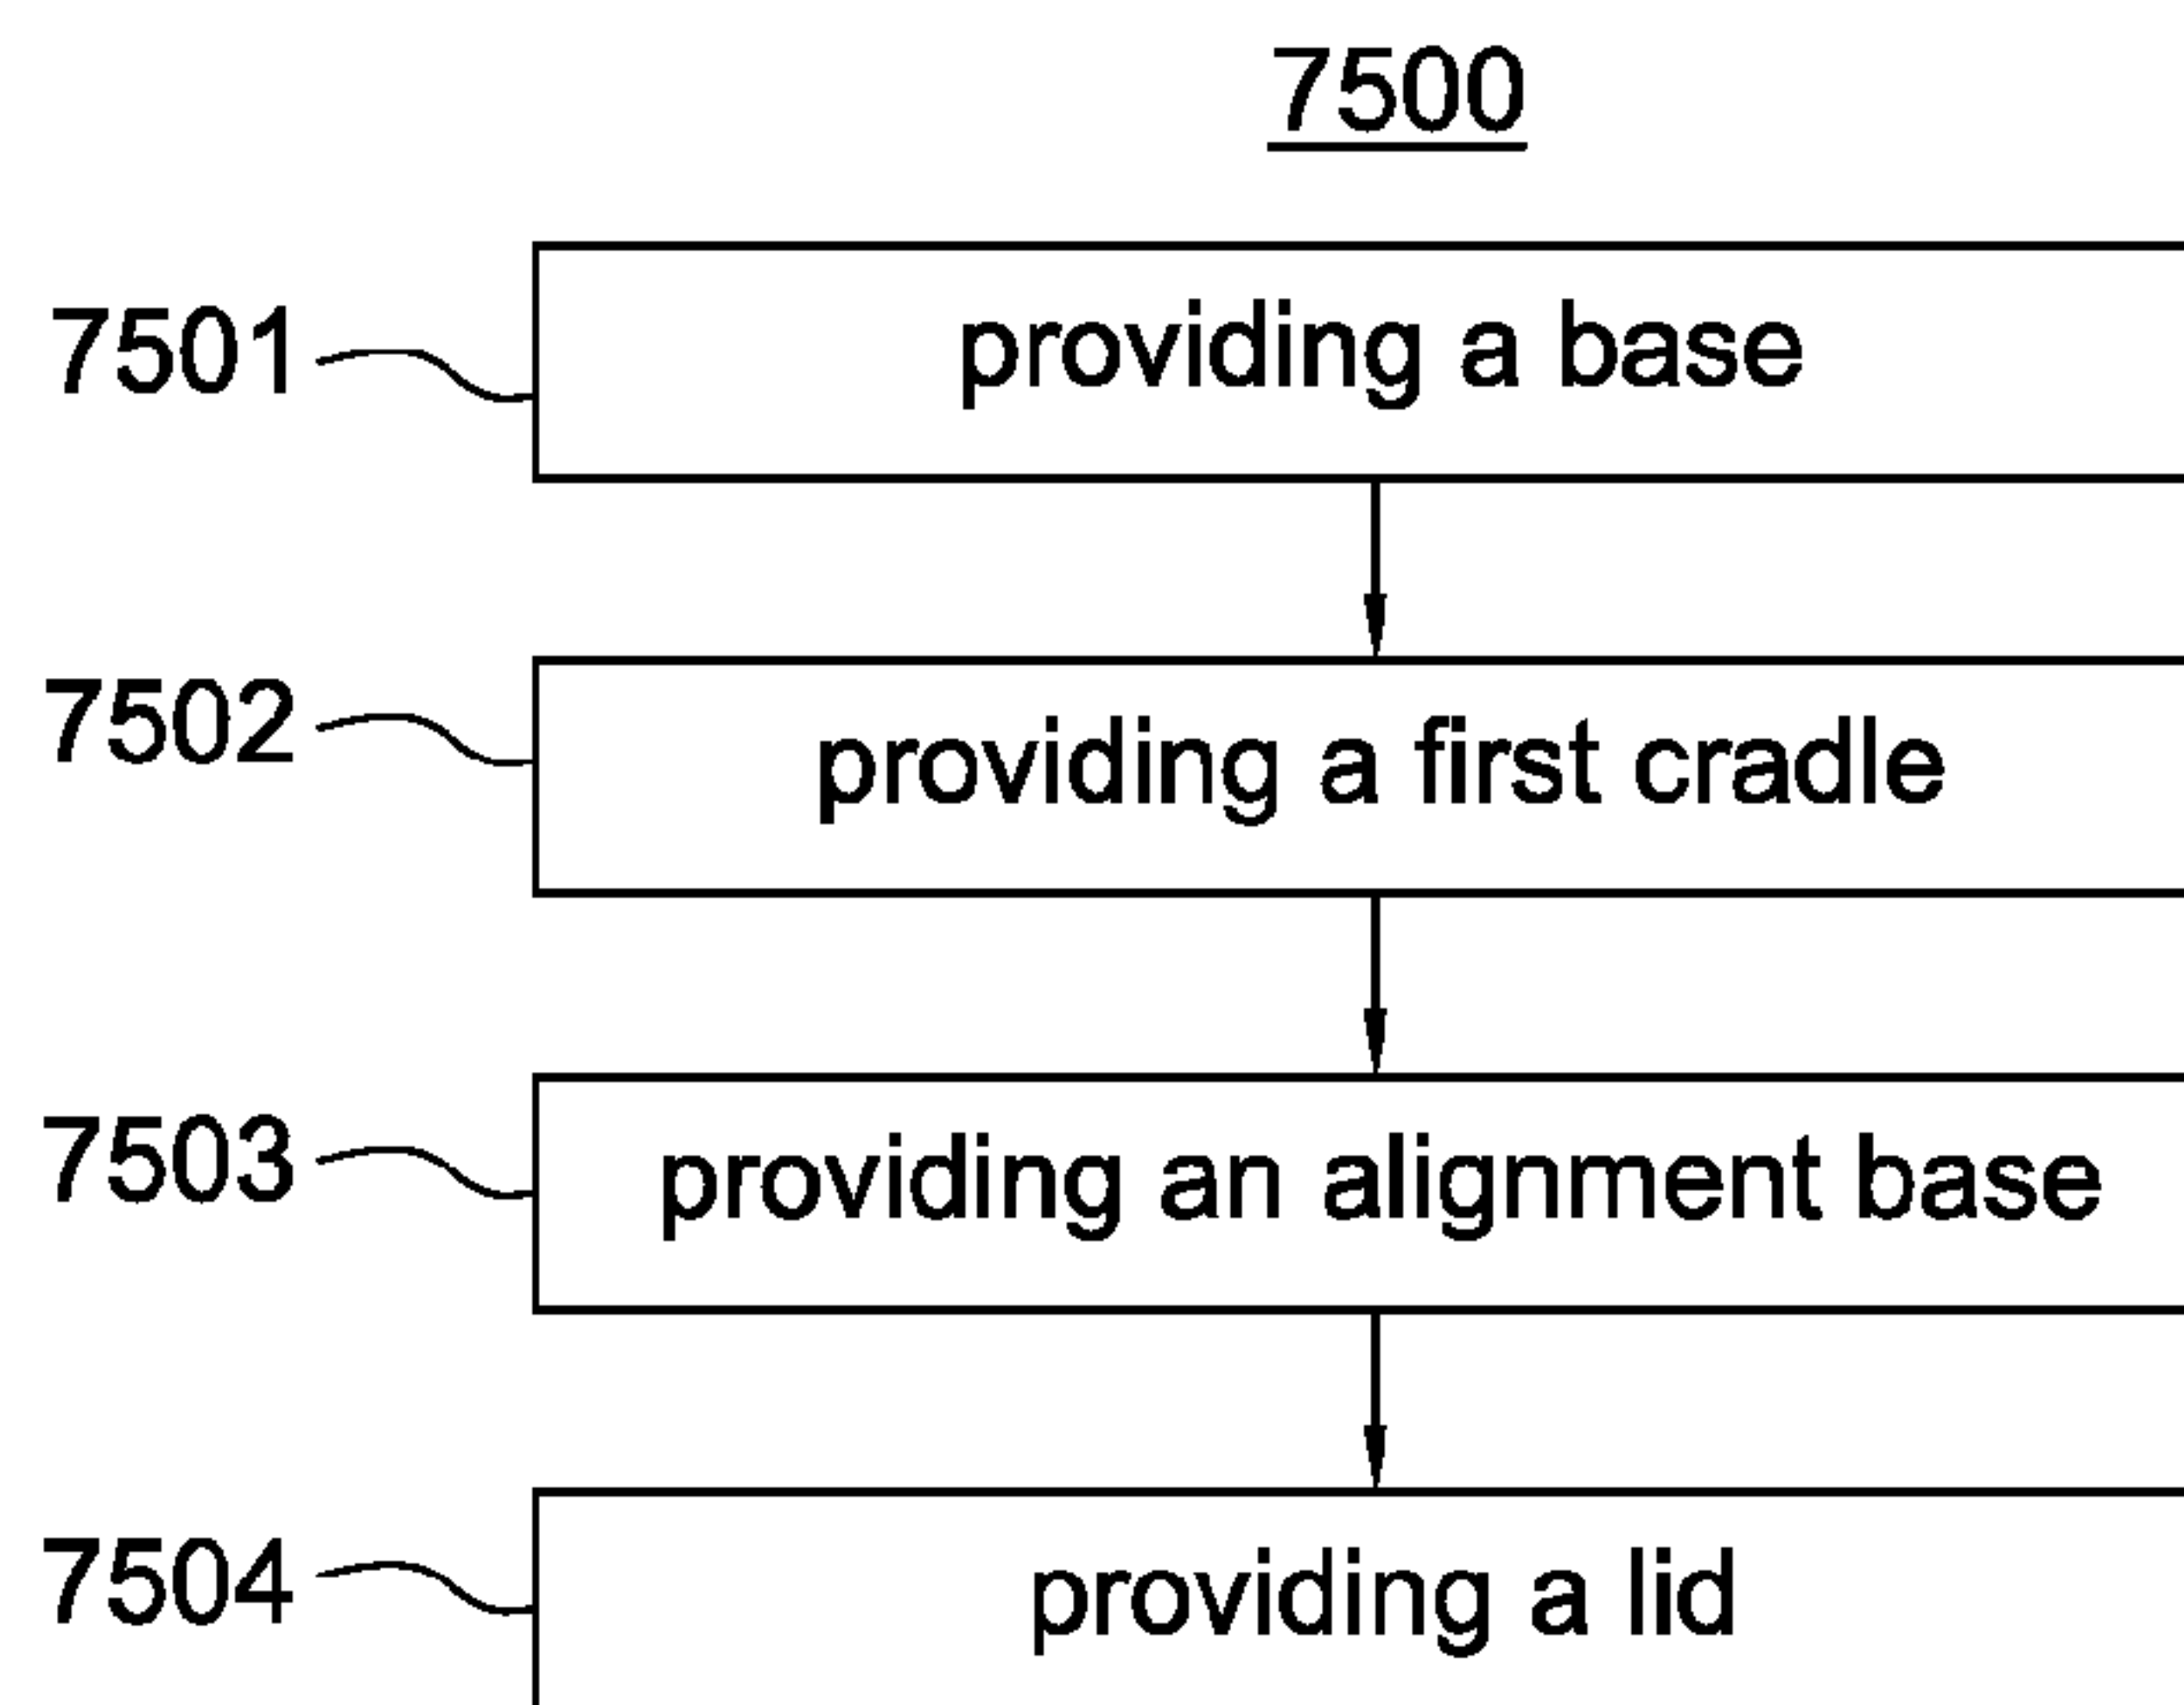 7500
7501 providing a base
7502 providing a first cradle
7503 providing an alignment base
7504 providing a lid